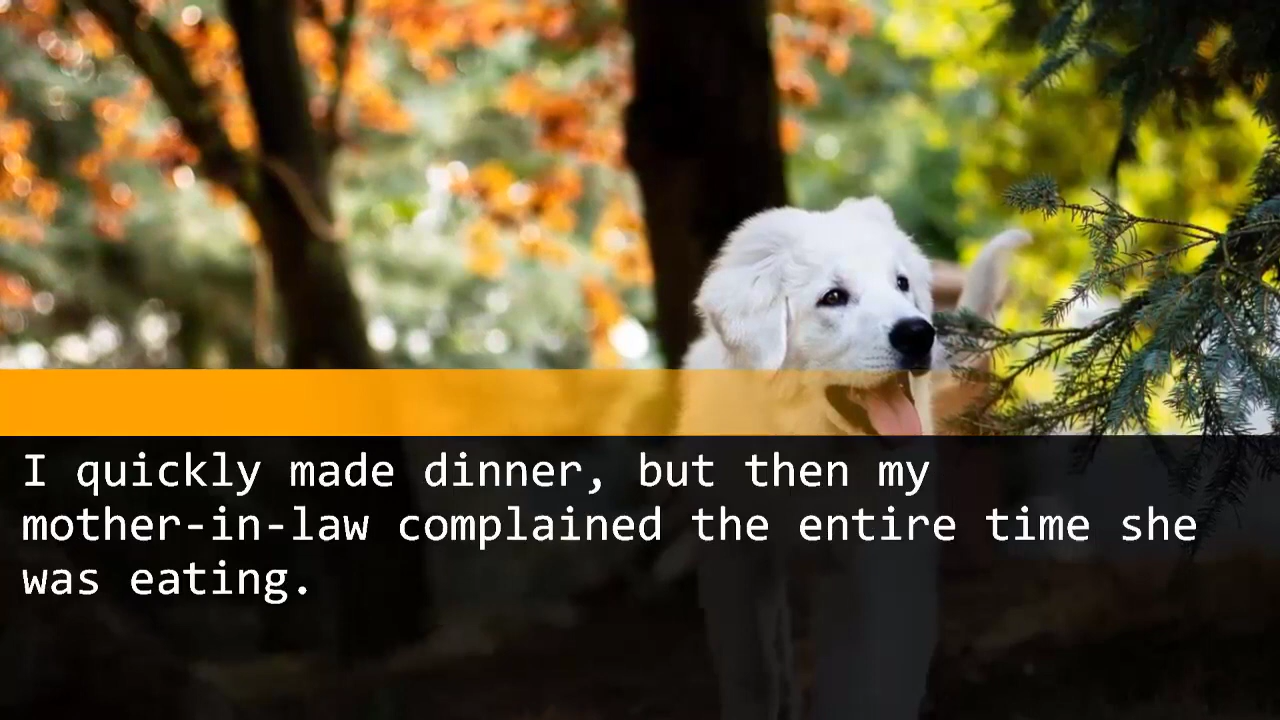 I quickly made dinner, but then my
mother-in-law complained the entire time she
was eating.